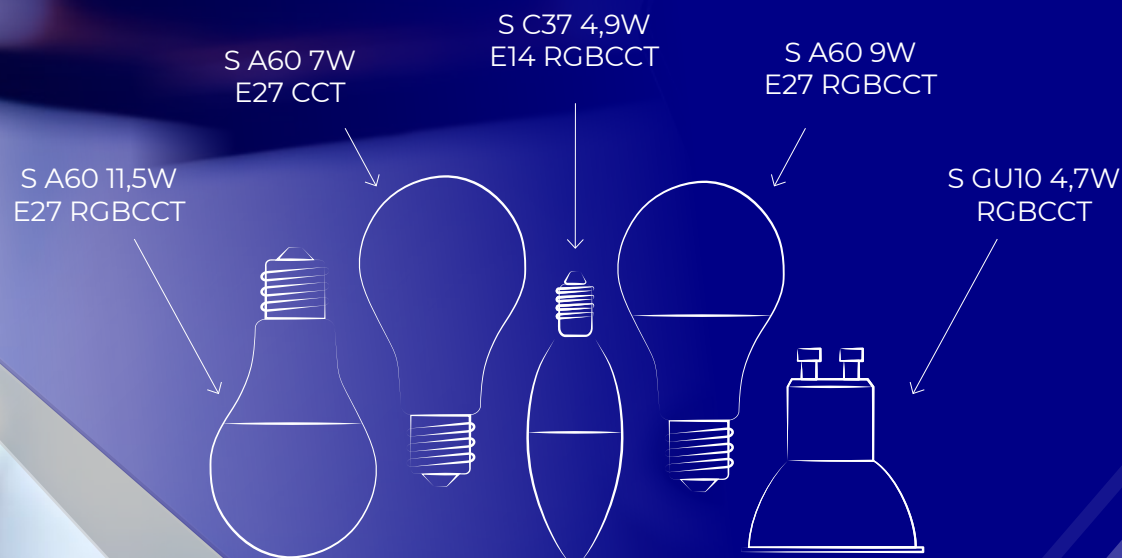 S A60 11,5W
E27 RGBCCT
S A60 7W
E27 CCT
S C37 4,9W
E14 RGBCCT
S A60 9W
E27 RGBCCT
S GU10 4,7W
RGBCCT